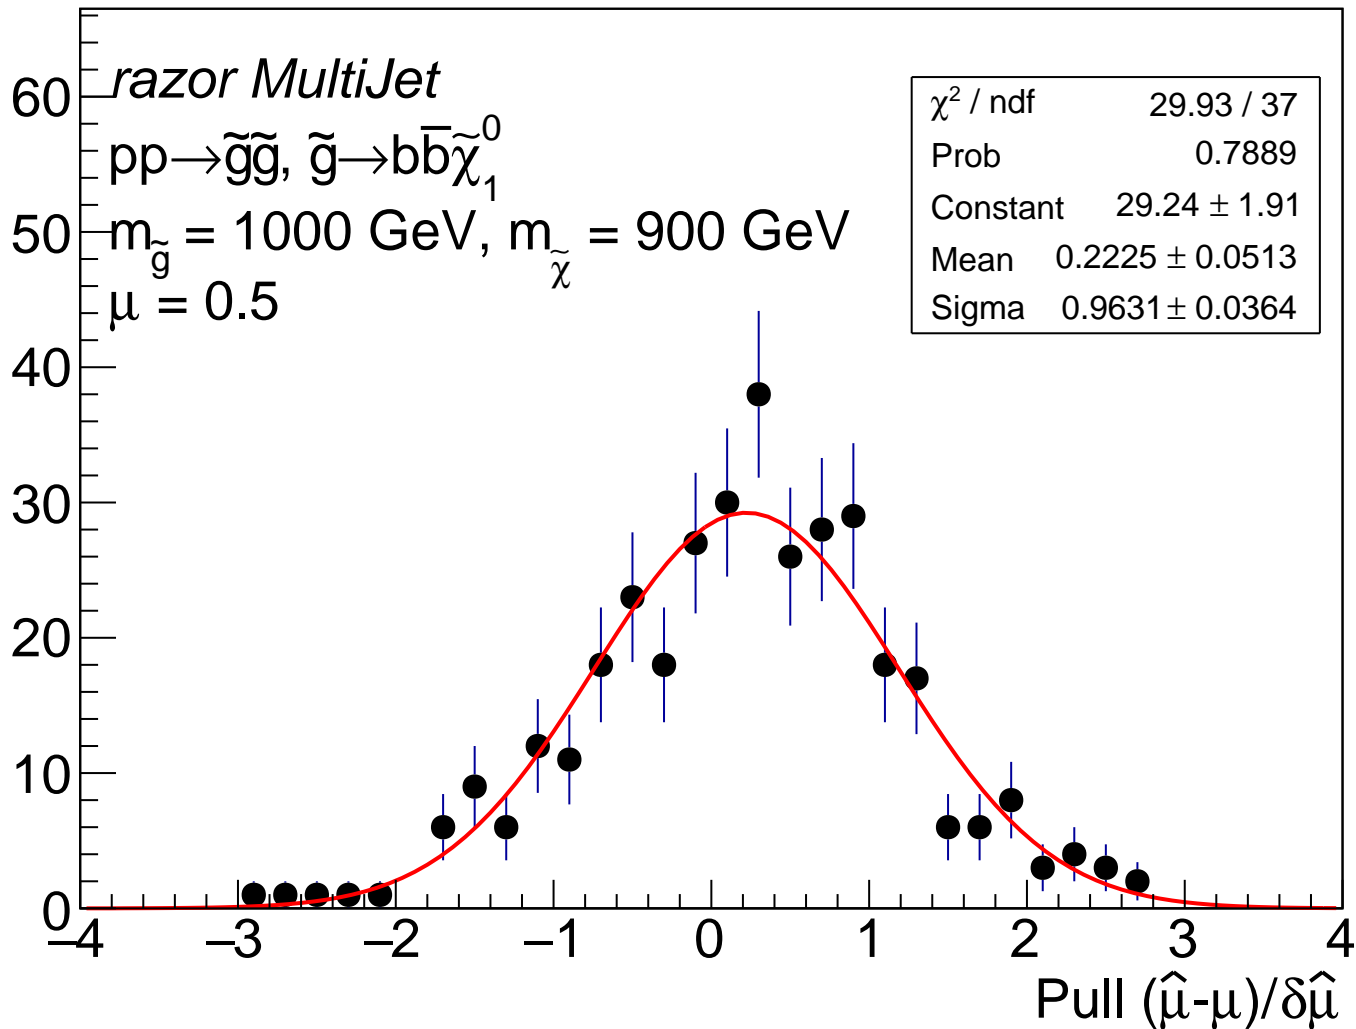 razor MultiJet
pp→g̃g̃, g̃→bb̅χ̃⁰₁
m_g̃ = 1000 GeV, m_χ̃ = 900 GeV
μ = 0.5
χ² / ndf 29.93 / 37
Prob 0.7889
Constant 29.24 ± 1.91
Mean 0.2225 ± 0.0513
Sigma 0.9631 ± 0.0364
60
50
40
30
20
10
0
−4 −3 −2 −1 0 1 2 3 4
Pull (μ̂-μ)/δμ̂